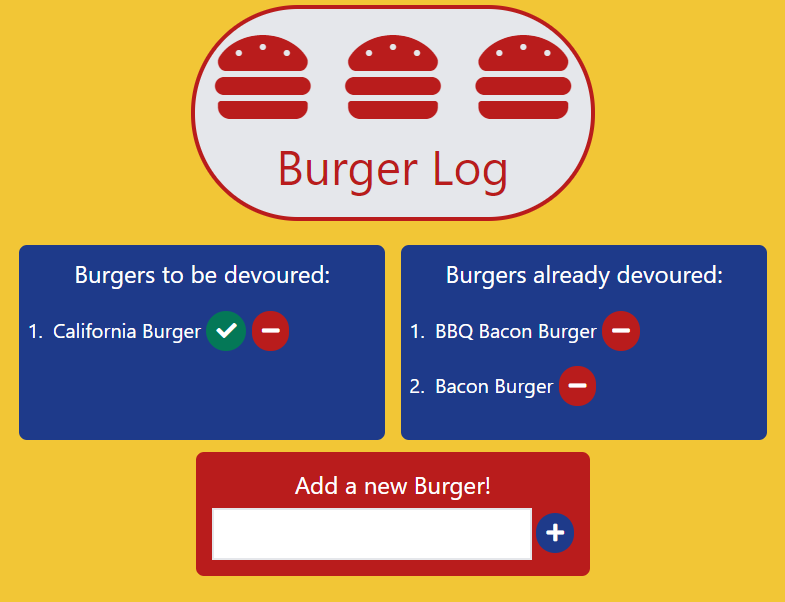 Burger Log
Burgers to be devoured:
1. California Burger
Burgers already devoured:
1. BBQ Bacon Burger
2. Bacon Burger
Add a new Burger!